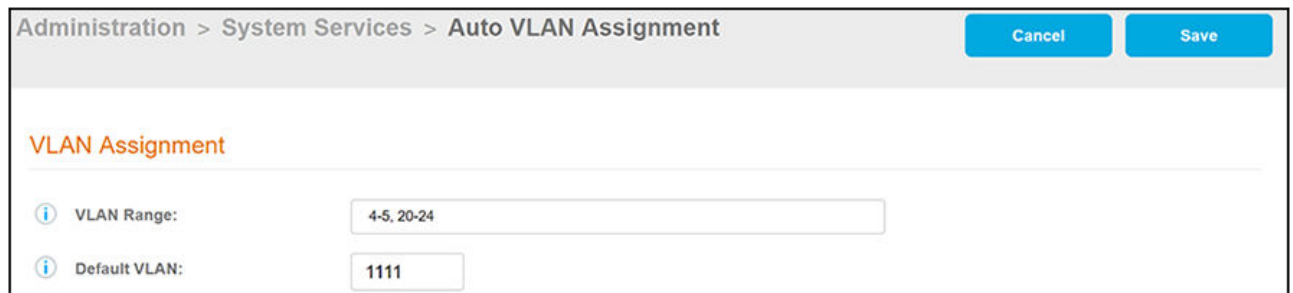 Administration > System Services > Auto VLAN Assignment
Cancel
Save
VLAN Assignment
VLAN Range:
4-5, 20-24
Default VLAN:
1111